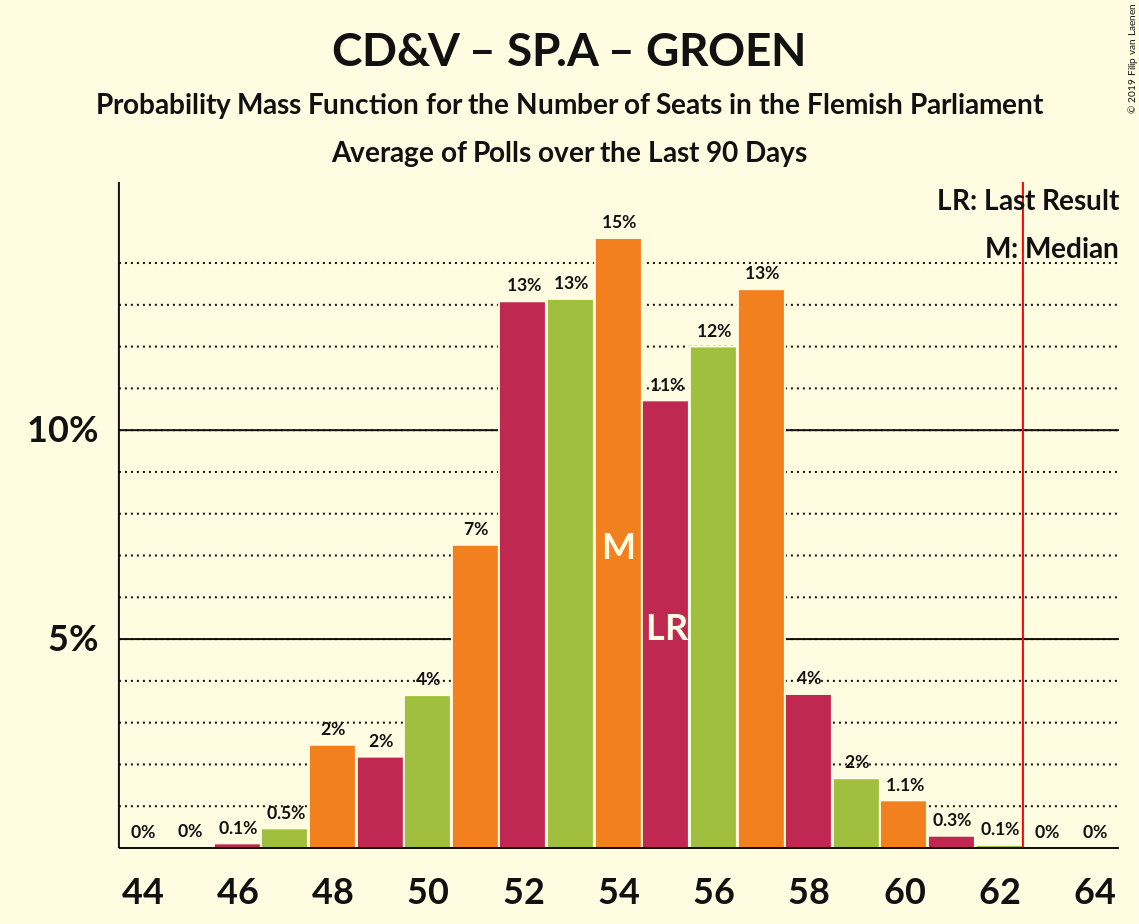 CD&V – SP.A – GROEN
Probability Mass Function for the Number of Seats in the Flemish Parliament
Average of Polls over the Last 90 Days
© 2019 Filip van Laenen
LR: Last Result
M: Median
10%
5%
0%
0%
0.1%
0.5%
2%
2%
4%
7%
13%
13%
15%
11%
12%
13%
4%
2%
1.1%
0.3%
0.1%
0%
0%
M
LR
44 46 48 50 52 54 56 58 60 62 64